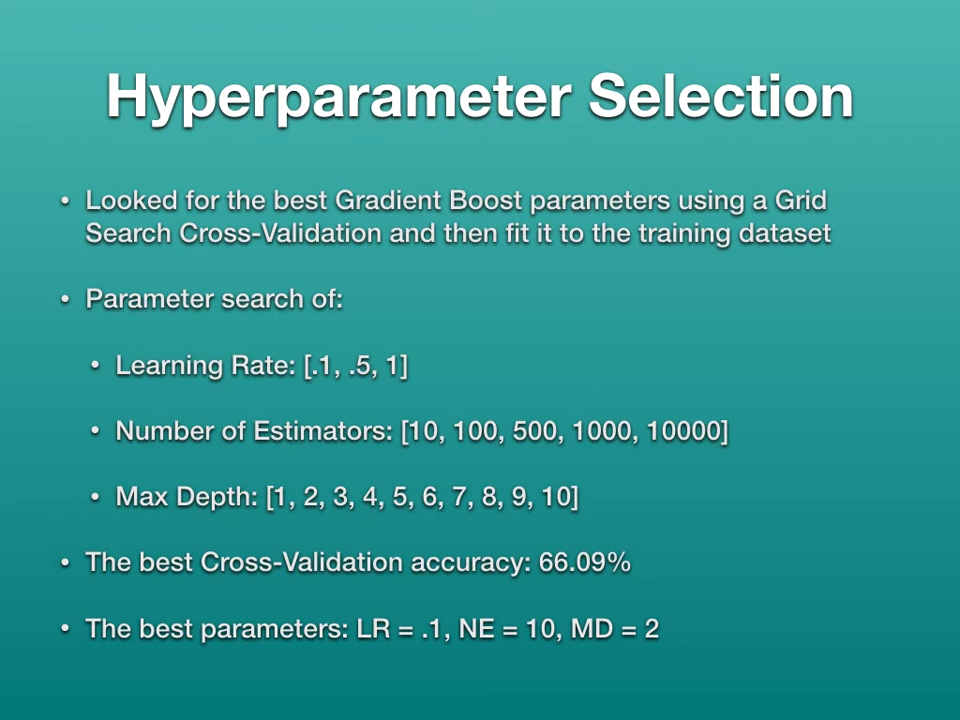 Hyperparameter Selection
• Looked for the best Gradient Boost parameters using a Grid
Search Cross-Validation and then fit it to the training dataset
• Parameter search of:
• Learning Rate: [.1, .5, 1]
• Number of Estimators: [10, 100, 500, 1000, 10000]
• Max Depth: [1, 2, 3, 4, 5, 6, 7, 8, 9, 10]
• The best Cross-Validation accuracy: 66.09%
• The best parameters: LR = .1, NE = 10, MD = 2